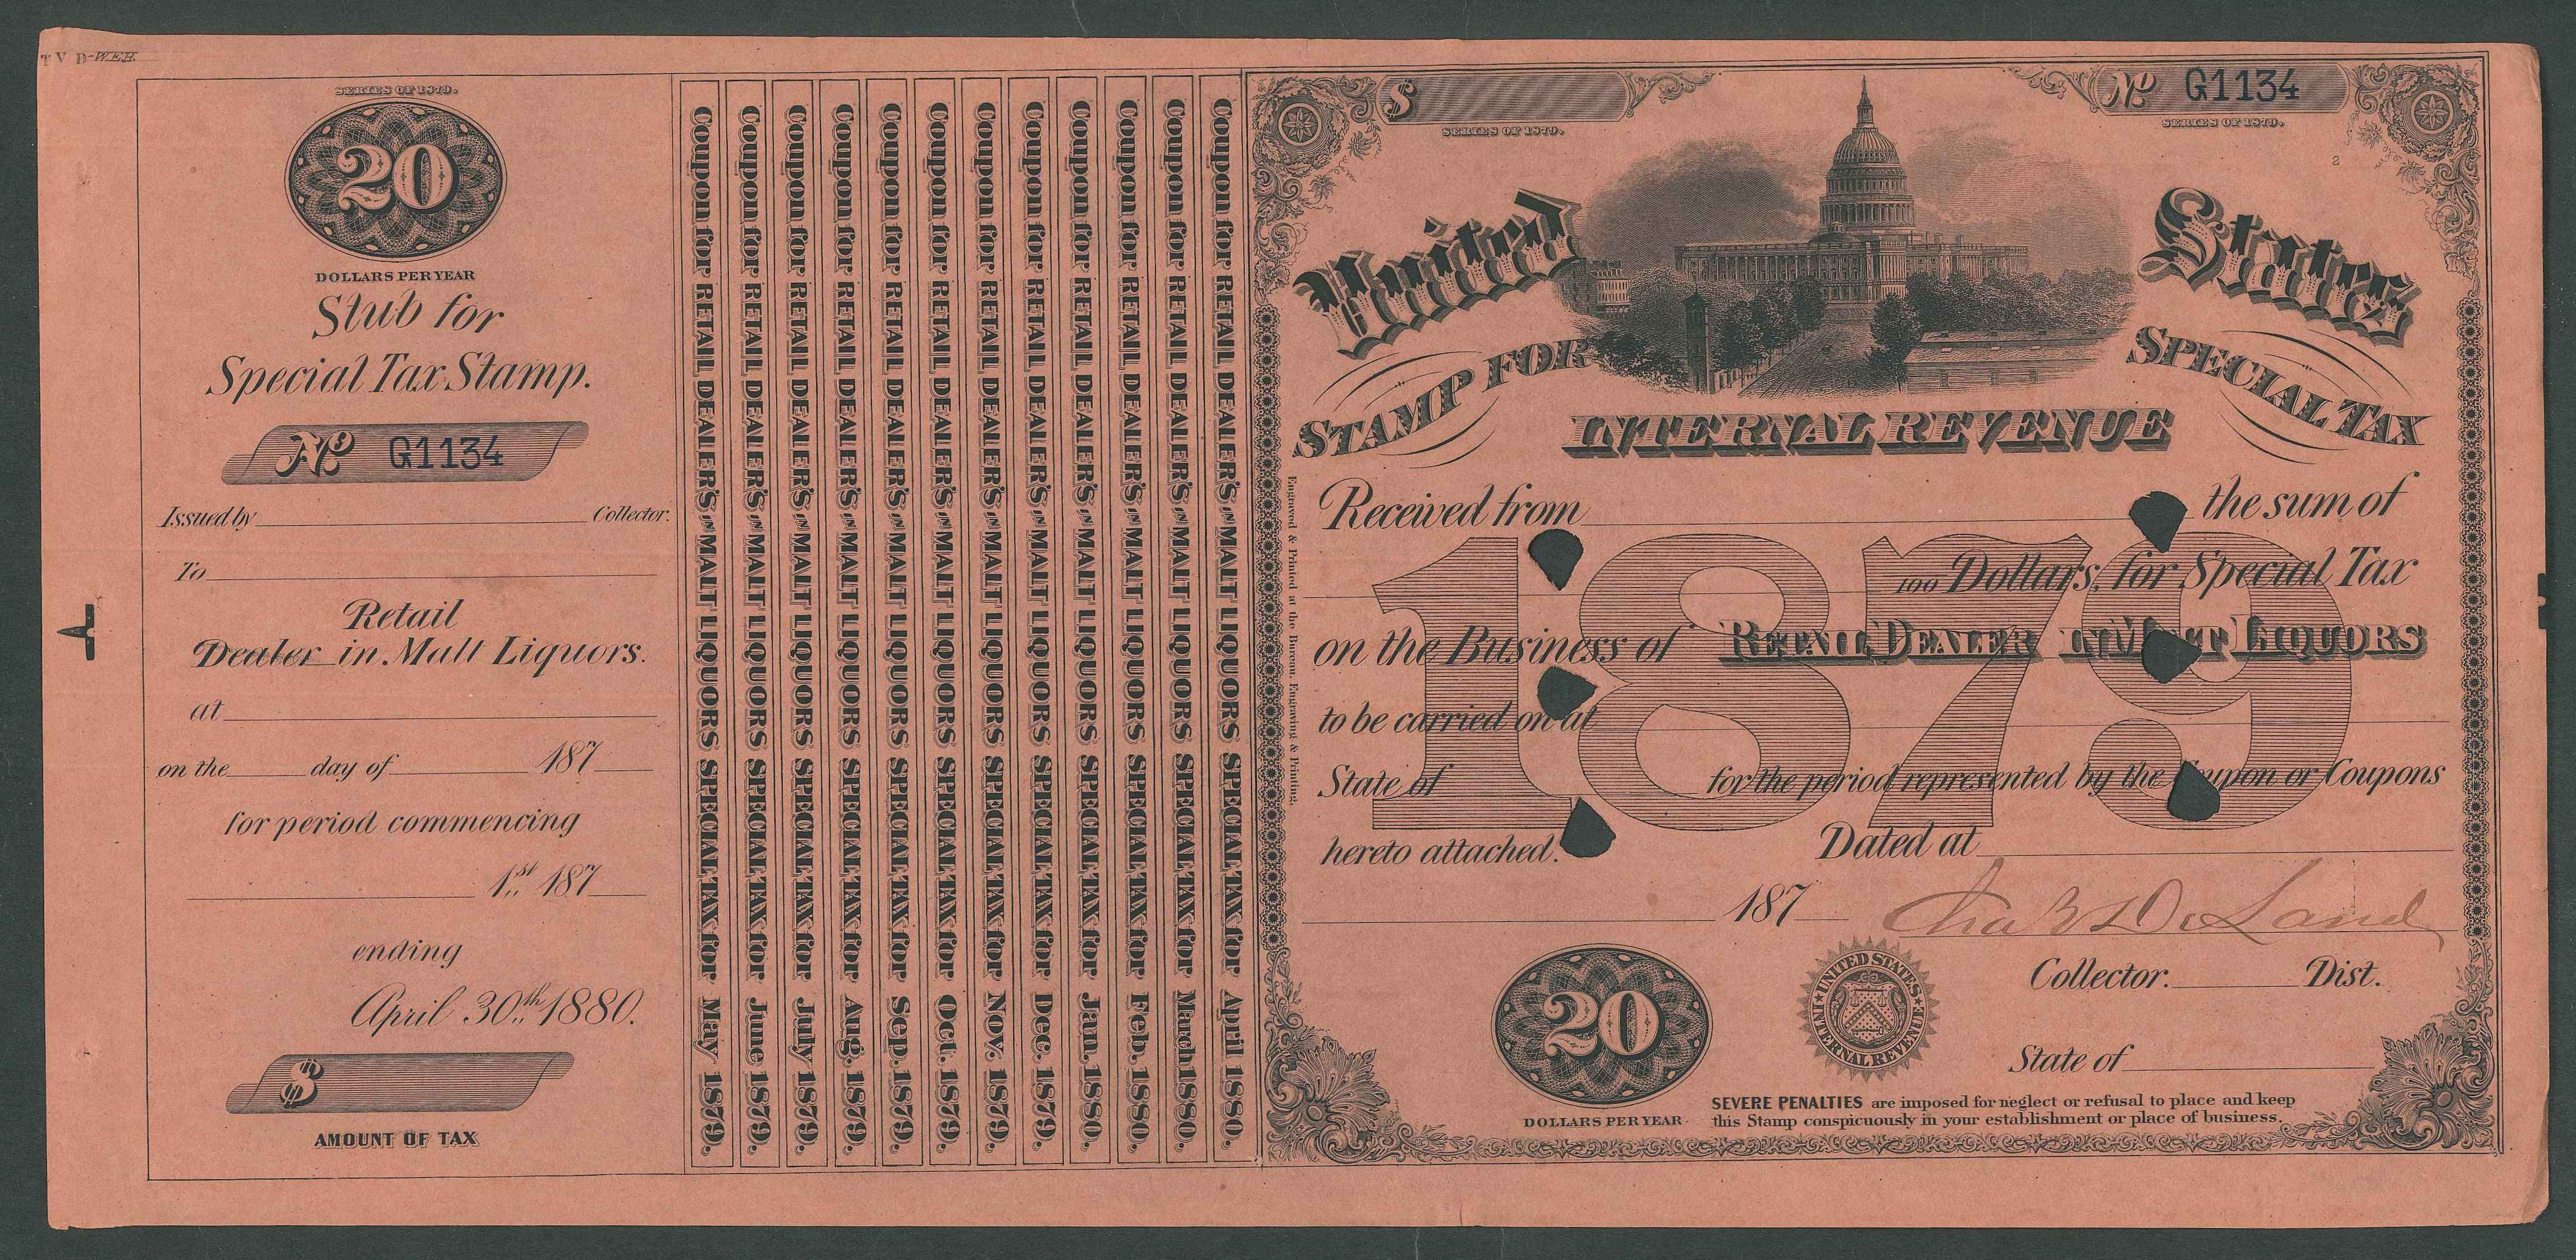 T V D-WEH
SERIES OF 1879.
20
DOLLARS PER YEAR
Stub for
Special Tax Stamp.
No G1134
Issued by Collector.
To
Retail
Dealer in Malt Liquors.
at
on the day of 187
for period commencing
1st 187
ending
April 30th 1880.
$
AMOUNT OF TAX
Coupon for RETAIL DEALER'S IN MALT LIQUORS SPECIAL TAX for May 1879.
Coupon for RETAIL DEALER'S IN MALT LIQUORS SPECIAL TAX for June 1879.
Coupon for RETAIL DEALER'S IN MALT LIQUORS SPECIAL TAX for July 1879.
Coupon for RETAIL DEALER'S IN MALT LIQUORS SPECIAL TAX for Aug. 1879.
Coupon for RETAIL DEALER'S IN MALT LIQUORS SPECIAL TAX for Sep. 1879.
Coupon for RETAIL DEALER'S IN MALT LIQUORS SPECIAL TAX for Oct. 1879.
Coupon for RETAIL DEALER'S IN MALT LIQUORS SPECIAL TAX for Nov. 1879.
Coupon for RETAIL DEALER'S IN MALT LIQUORS SPECIAL TAX for Dec. 1879.
Coupon for RETAIL DEALER'S IN MALT LIQUORS SPECIAL TAX for Jan. 1880.
Coupon for RETAIL DEALER'S IN MALT LIQUORS SPECIAL TAX for Feb. 1880.
Coupon for RETAIL DEALER'S IN MALT LIQUORS SPECIAL TAX for March 1880.
Coupon for RETAIL DEALER'S IN MALT LIQUORS SPECIAL TAX for April 1880.
$
SERIES OF 1879.
No G1134
SERIES OF 1879.
2
United States
STAMP FOR SPECIAL TAX
INTERNAL REVENUE
Engraved & Printed at the Bureau, Engraving & Printing.
1879
Received from the sum of
100 Dollars, for Special Tax
on the Business of RETAIL DEALER IN MALT LIQUORS
to be carried on at
State of for the period represented by the Coupon or Coupons
hereto attached. Dated at
187 Chas B DeLand
Collector. Dist.
State of
20
DOLLARS PER YEAR
UNITED STATES INTERNAL REVENUE
SEVERE PENALTIES are imposed for neglect or refusal to place and keep
this Stamp conspicuously in your establishment or place of business.